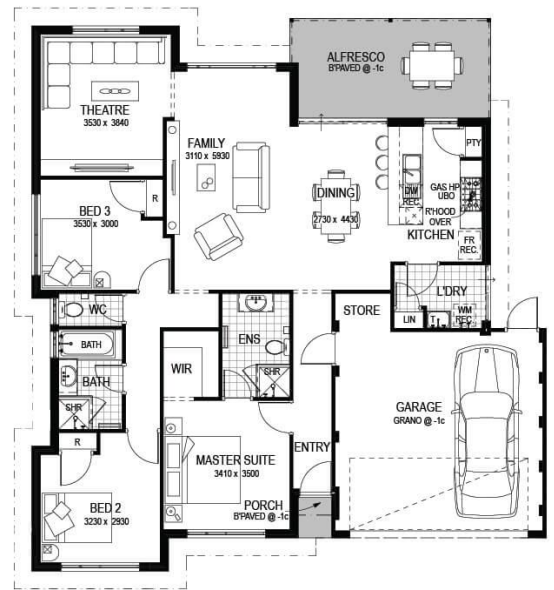 ALFRESCO
B'PAVED @ -1c
THEATRE
3530 x 3840
FAMILY
3110 x 5930
PTY
GAS HP
UBO
DW
REC
R'HOOD
OVER
DINING
2730 x 4430
KITCHEN
FR
REC
BED 3
3530 x 3000
R
L'DRY
LIN
T
WM
REC
WC
BATH
BATH
SHR
ENS
SHR
WIR
STORE
GARAGE
GRANO @ -1c
R
MASTER SUITE
3410 x 3500
ENTRY
BED 2
3230 x 2930
PORCH
B'PAVED @ -1c